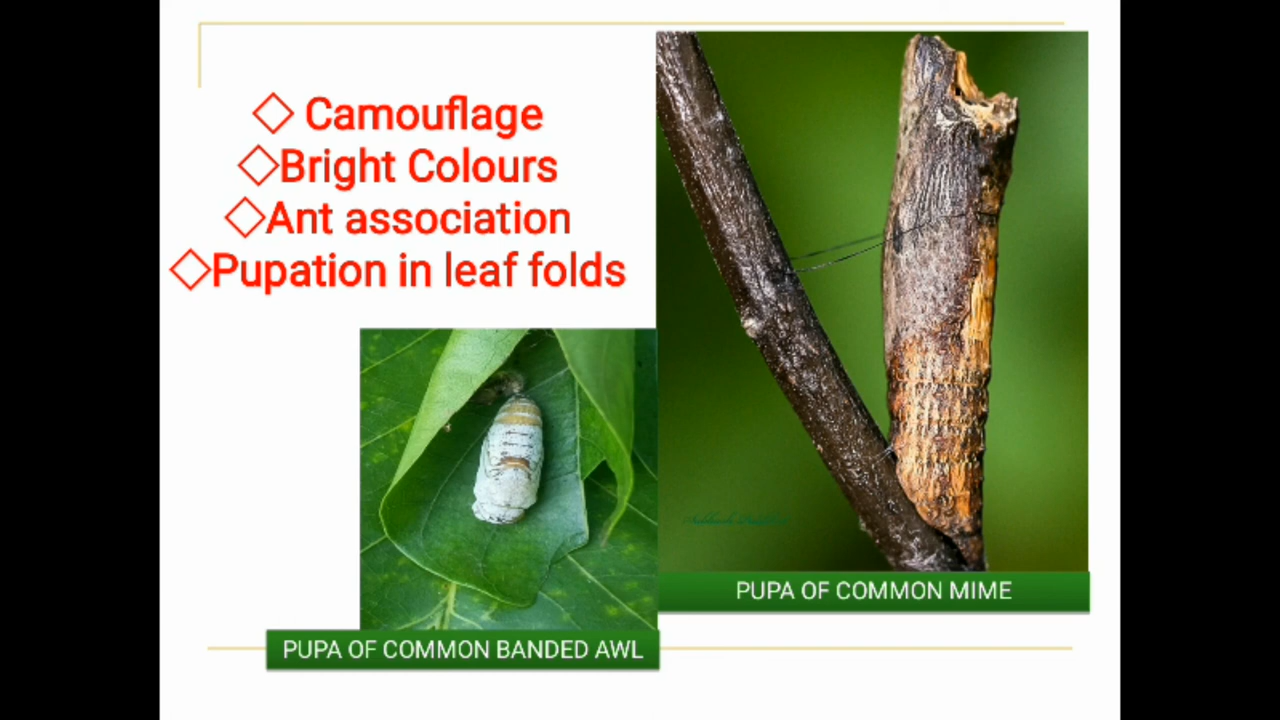 ◇ Camouflage
◇Bright Colours
◇Ant association
◇Pupation in leaf folds
PUPA OF COMMON MIME
PUPA OF COMMON BANDED AWL